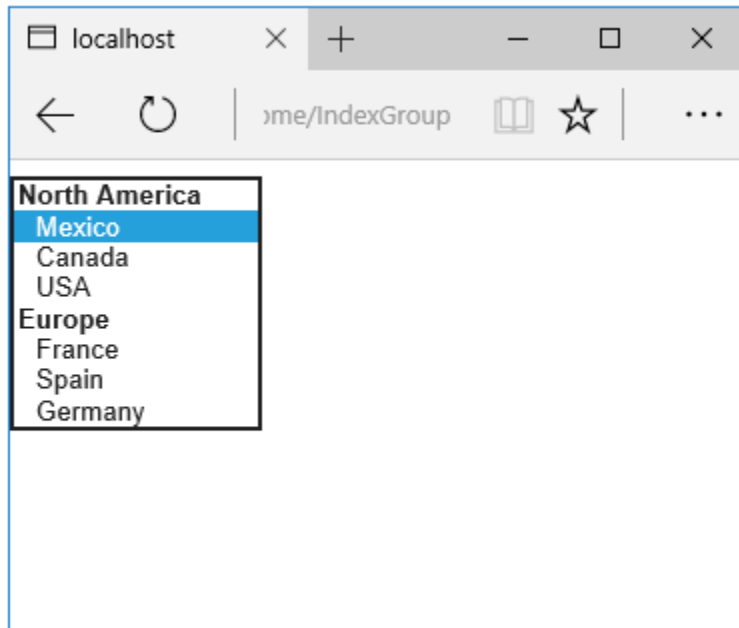 localhost
ome/IndexGroup
North America
Mexico
Canada
USA
Europe
France
Spain
Germany